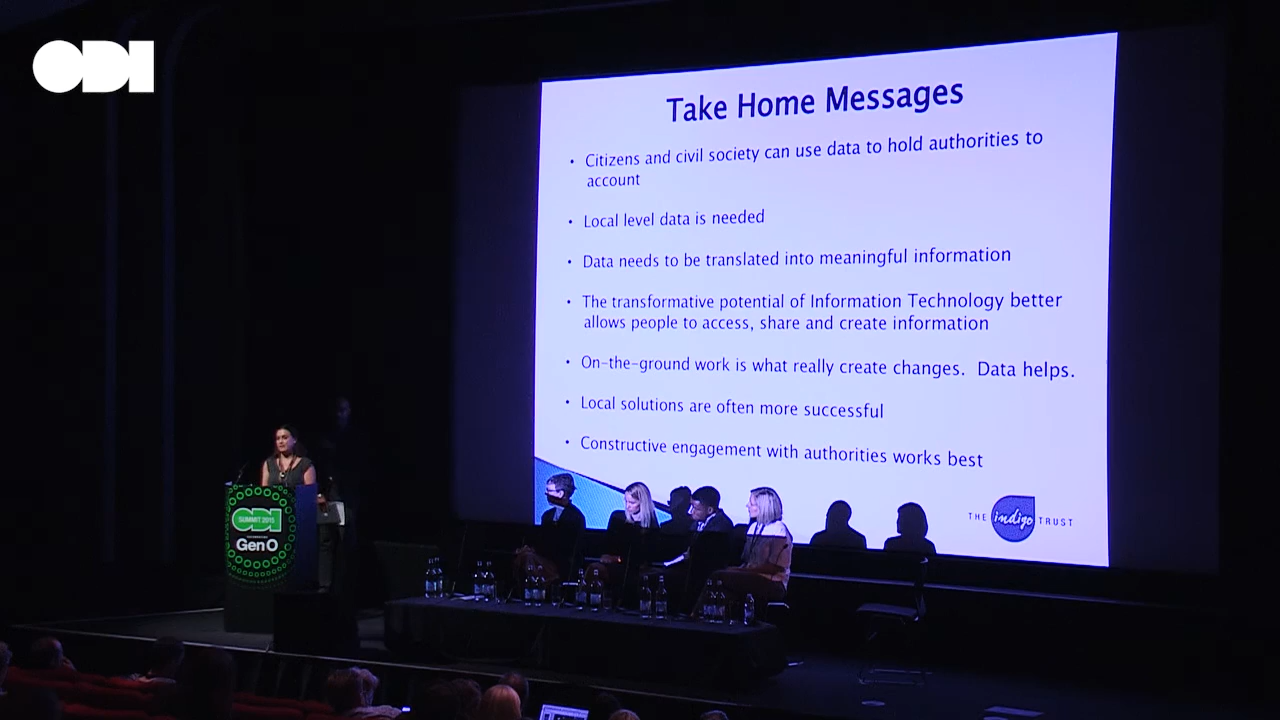 ODI
Take Home Messages
• Citizens and civil society can use data to hold authorities to
account
• Local level data is needed
• Data needs to be translated into meaningful information
• The transformative potential of Information Technology better
allows people to access, share and create information
• On-the-ground work is what really create changes.  Data helps.
• Local solutions are often more successful
• Constructive engagement with authorities works best
THE indigo TRUST
ODI
SUMMIT 2015
Gen O